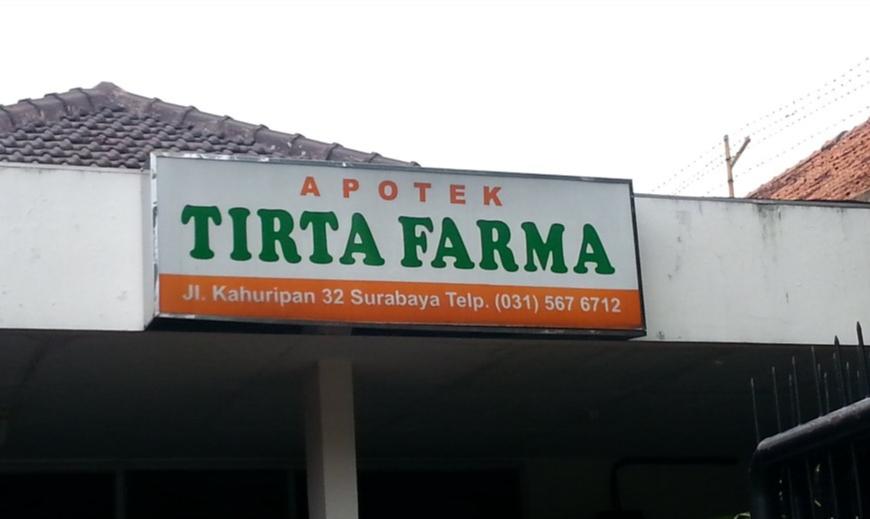 APOTEK
TIRTA FARMA
Jl. Kahuripan 32 Surabaya Telp. (031) 567 6712